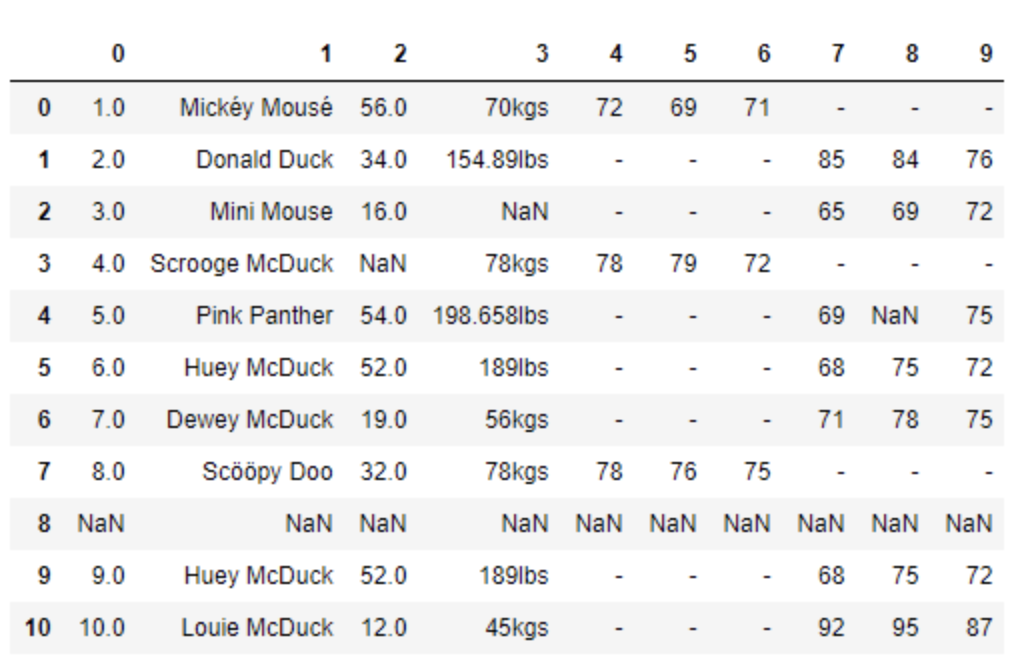 0 1 2 3 4 5 6 7 8 9
0 1.0 Mickéy Mousé 56.0 70kgs 72 69 71 - - -
1 2.0 Donald Duck 34.0 154.89lbs - - - 85 84 76
2 3.0 Mini Mouse 16.0 NaN - - - 65 69 72
3 4.0 Scrooge McDuck NaN 78kgs 78 79 72 - - -
4 5.0 Pink Panther 54.0 198.658lbs - - - 69 NaN 75
5 6.0 Huey McDuck 52.0 189lbs - - - 68 75 72
6 7.0 Dewey McDuck 19.0 56kgs - - - 71 78 75
7 8.0 Scööpy Doo 32.0 78kgs 78 76 75 - - -
8 NaN NaN NaN NaN NaN NaN NaN NaN NaN NaN
9 9.0 Huey McDuck 52.0 189lbs - - - 68 75 72
10 10.0 Louie McDuck 12.0 45kgs - - - 92 95 87